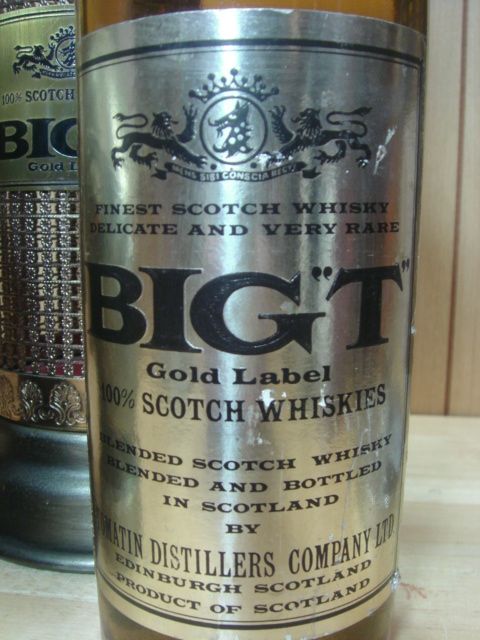 MENS SIBI CONSCIA RECTI
FINEST SCOTCH WHISKY
DELICATE AND VERY RARE
BIG "T"
Gold Label
100% SCOTCH WHISKIES
BLENDED SCOTCH WHISKY
BLENDED AND BOTTLED
IN SCOTLAND
BY
DISTILLERS COMPANY LTD.
EDINBURGH SCOTLAND
PRODUCT OF SCOTLAND
100% SCOTCH
BIG
Gold